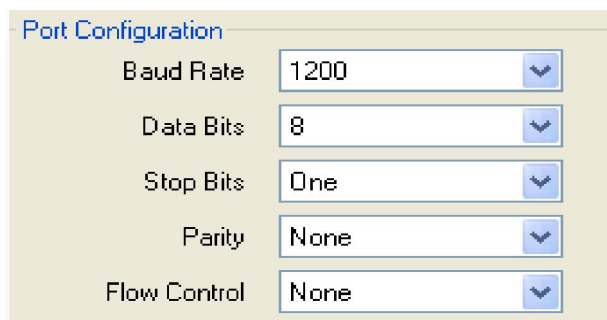 Port Configuration
Baud Rate 1200
Data Bits 8
Stop Bits One
Parity None
Flow Control None